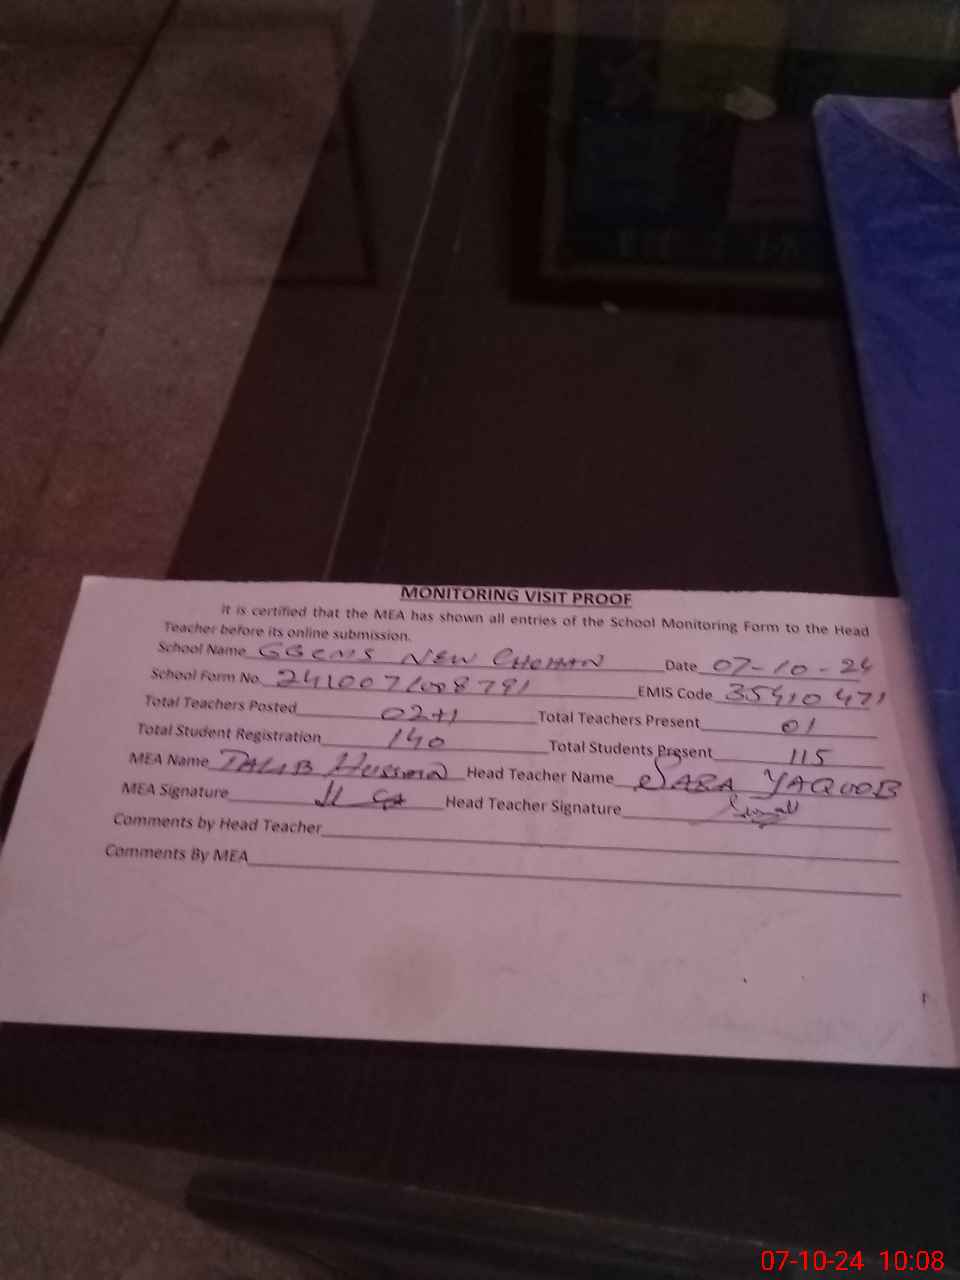 MONITORING VISIT PROOF
It is certified that the MEA has shown all entries of the School Monitoring Form to the Head
Teacher before its online submission.
School Name GGCMS NEW CHOHAN Date 07-10-24
School Form No. EMIS Code 35410471
Total Teachers Posted 02+1 Total Teachers Present 01
Total Student Registration 140 Total Students Present 115
MEA Name TALIB Hussain Head Teacher Name SARA YAQOOB
MEA Signature Head Teacher Signature
Comments by Head Teacher
Comments By MEA
07-10-24 10:08